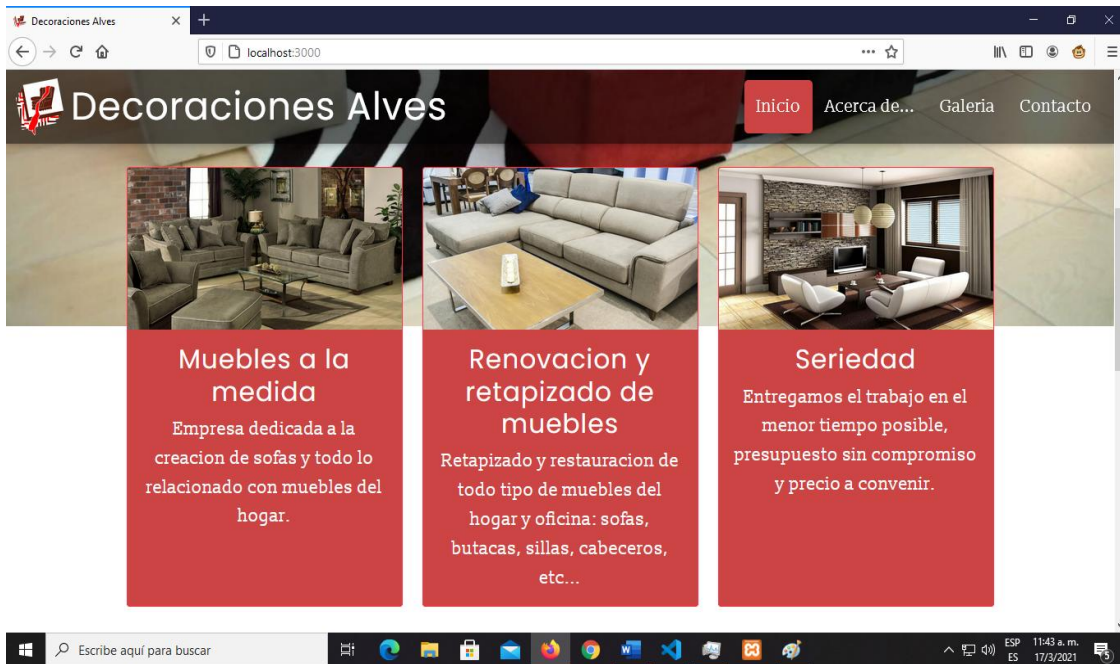 Decoraciones Alves
localhost:3000
Decoraciones Alves
Inicio Acerca de... Galeria Contacto
Muebles a la
medida
Empresa dedicada a la
creacion de sofas y todo lo
relacionado con muebles del
hogar.
Renovacion y
retapizado de
muebles
Retapizado y restauracion de
todo tipo de muebles del
hogar y oficina: sofas,
butacas, sillas, cabeceros,
etc...
Seriedad
Entregamos el trabajo en el
menor tiempo posible,
presupuesto sin compromiso
y precio a convenir.
Escribe aquí para buscar
ESP
ES
11:43 a. m.
17/3/2021
5